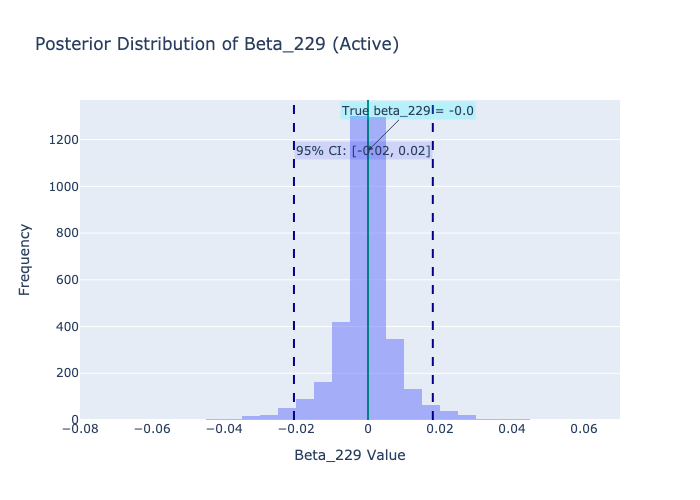 Posterior Distribution of Beta_229 (Active)
True beta_229 = -0.0
95% CI: [-0.02, 0.02]
1200
1000
800
600
400
200
0
Frequency
−0.08 −0.06 −0.04 −0.02 0 0.02 0.04 0.06
Beta_229 Value